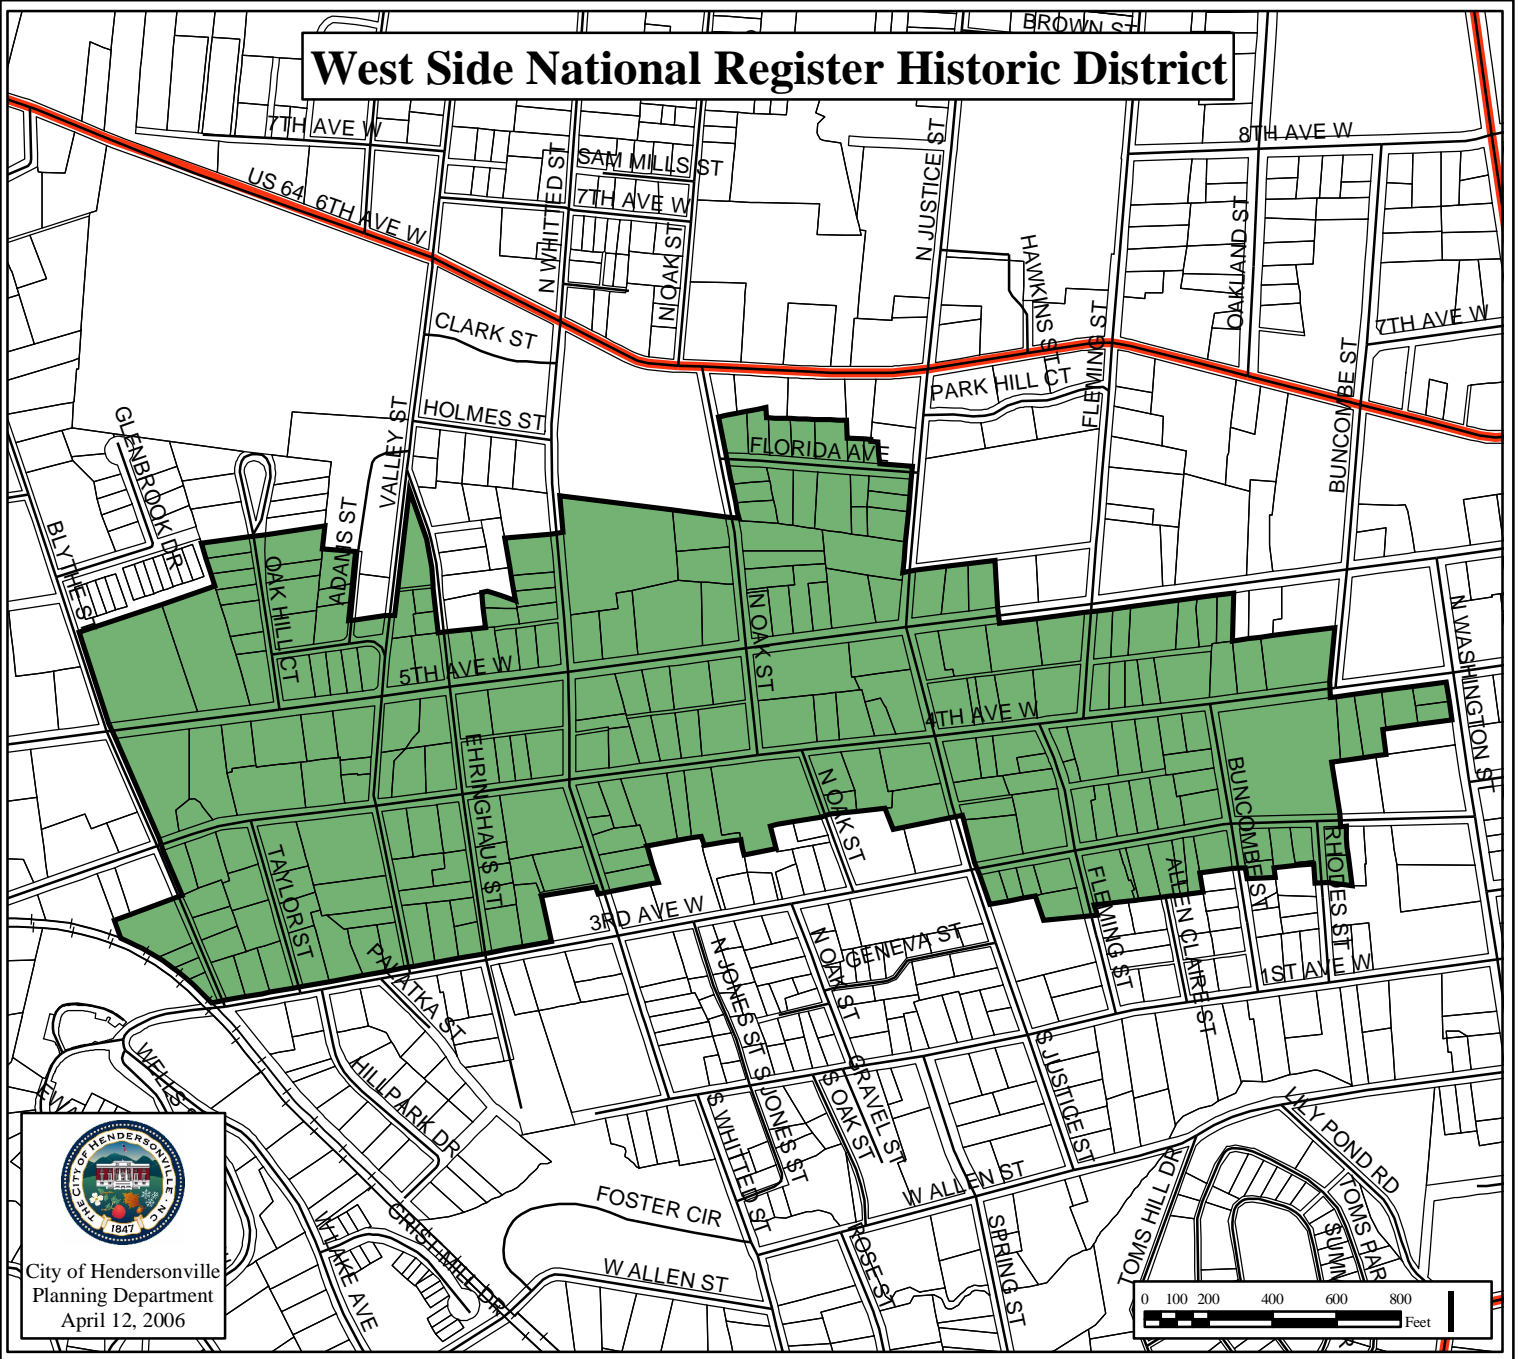 BROWN ST
West Side National Register Historic District
7TH AVE W
8TH AVE W
SAM MILLS ST
US 64
6TH AVE W
7TH AVE W
N WHITTED ST
N OAK ST
N JUSTICE ST
HAWKINS ST
FLEMING ST
OAKLAND ST
7TH AVE W
BUNCOMBE ST
CLARK ST
PARK HILL CT
HOLMES ST
VALLEY ST
GLENBROOK DR
FLORIDA AVE
ADAMS ST
BLYTHE ST
OAK HILL CT
N OAK ST
N WASHINGTON ST
5TH AVE W
4TH AVE W
EHRINGHAUS ST
N OAK ST
BUNCOMBE ST
TAYLOR ST
RHODES ST
FLEMING ST
ALLEN CLAIRE ST
3RD AVE W
PALATKA ST
N JONES ST
N OAK ST
GENEVA ST
1ST AVE W
WELLS
HILLPARK DR
S WHITTED ST
S JONES ST
S OAK ST
GRAVEL ST
S JUSTICE ST
LILY POND RD
W ALLEN ST
TOMS HILL DR
TOMS PAR
SUMM
FOSTER CIR
CRIST MILL DR
W LAKE AVE
W ALLEN ST
ROSE ST
SPRING ST
THE CITY OF HENDERSONVILLE · NC
1847
City of Hendersonville
Planning Department
April 12, 2006
0 100 200 400 600 800
Feet